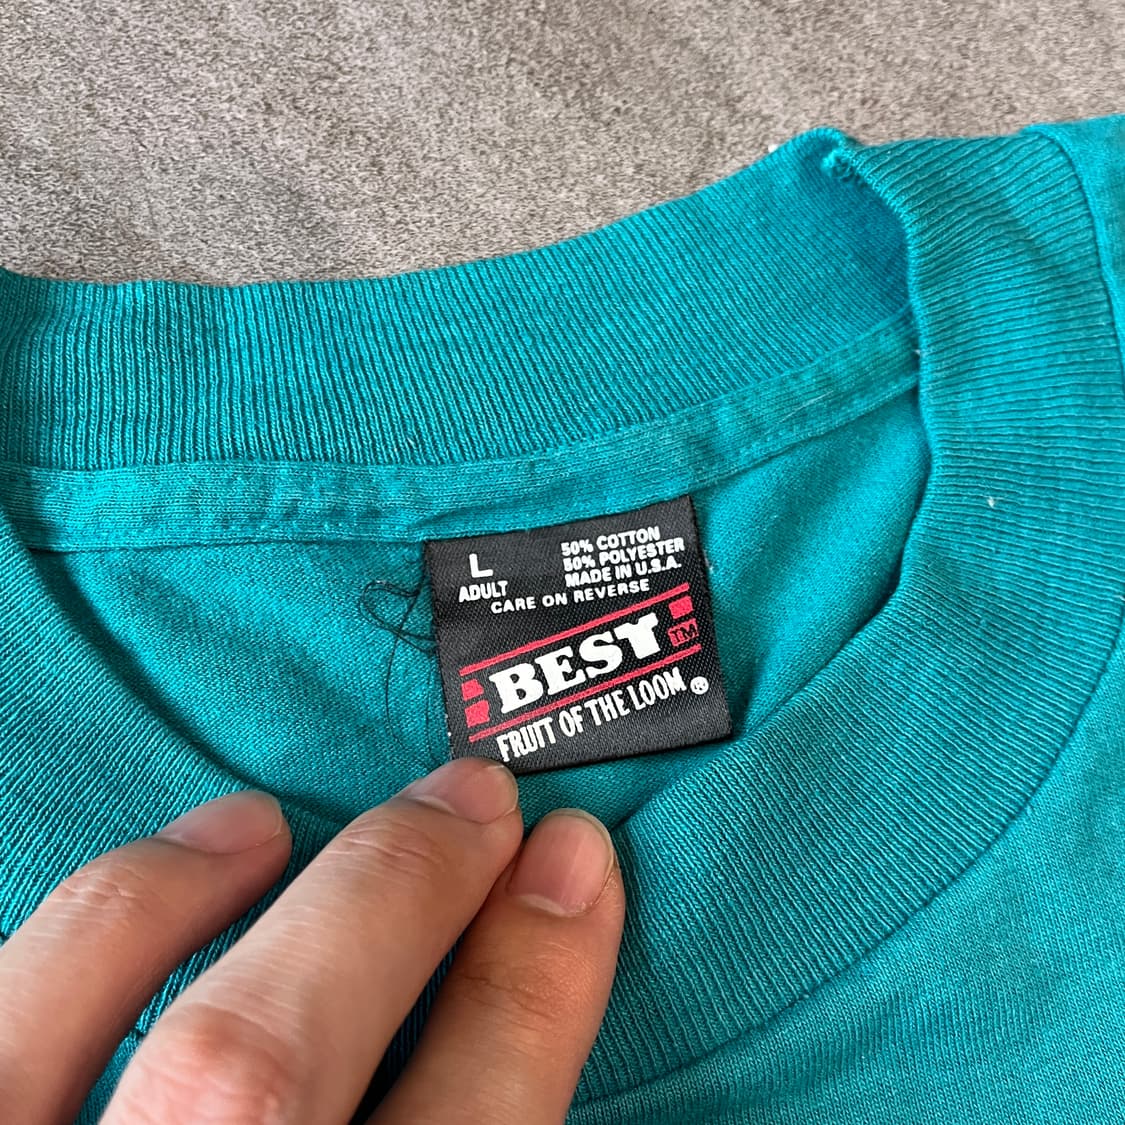 L
ADULT
50% COTTON
50% POLYESTER
MADE IN U.S.A.
CARE ON REVERSE
BEST TM
FRUIT OF THE LOOM ®